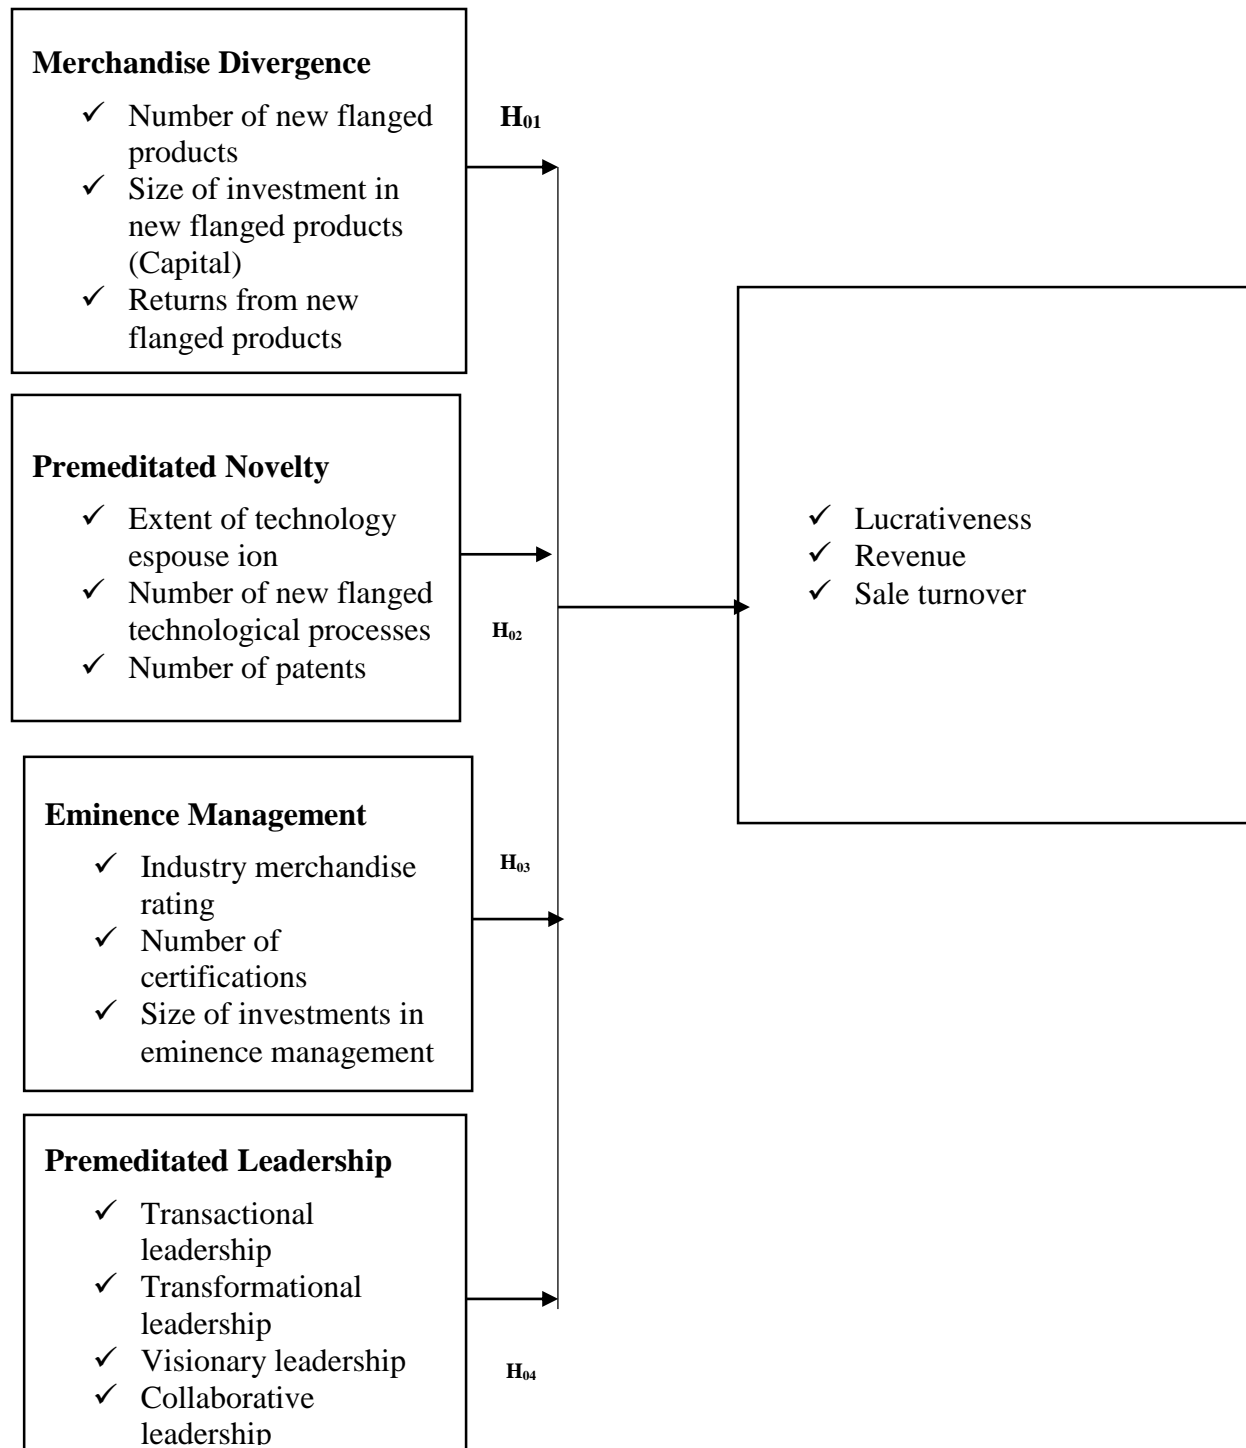 Merchandise Divergence
✓ Number of new flanged
products
✓ Size of investment in
new flanged products
(Capital)
✓ Returns from new
flanged products
H01
Premeditated Novelty
✓ Extent of technology
espouse ion
✓ Number of new flanged
technological processes
✓ Number of patents
H02
✓ Lucrativeness
✓ Revenue
✓ Sale turnover
Eminence Management
✓ Industry merchandise
rating
✓ Number of
certifications
✓ Size of investments in
eminence management
H03
Premeditated Leadership
✓ Transactional
leadership
✓ Transformational
leadership
✓ Visionary leadership
✓ Collaborative
leadership
H04